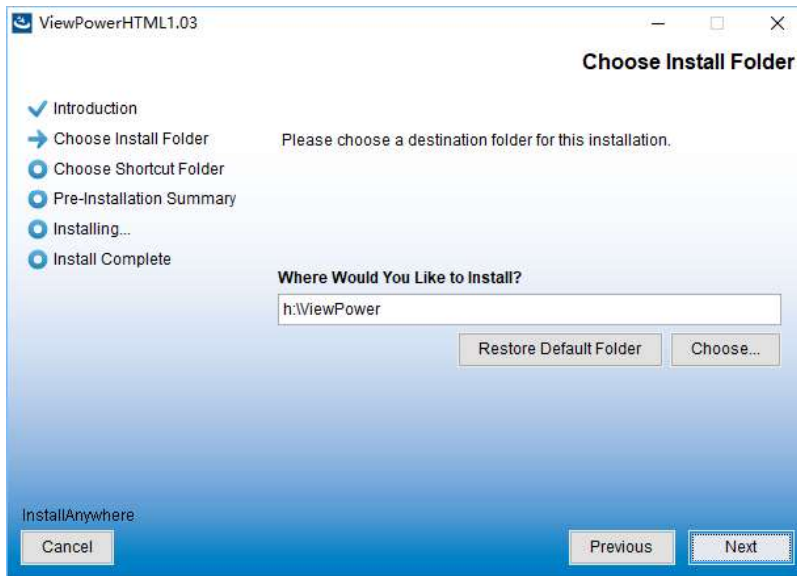 ViewPowerHTML1.03
Choose Install Folder
Introduction
Choose Install Folder
Choose Shortcut Folder
Pre-Installation Summary
Installing...
Install Complete
Please choose a destination folder for this installation.
Where Would You Like to Install?
h:\ViewPower
Restore Default Folder
Choose...
InstallAnywhere
Cancel
Previous
Next